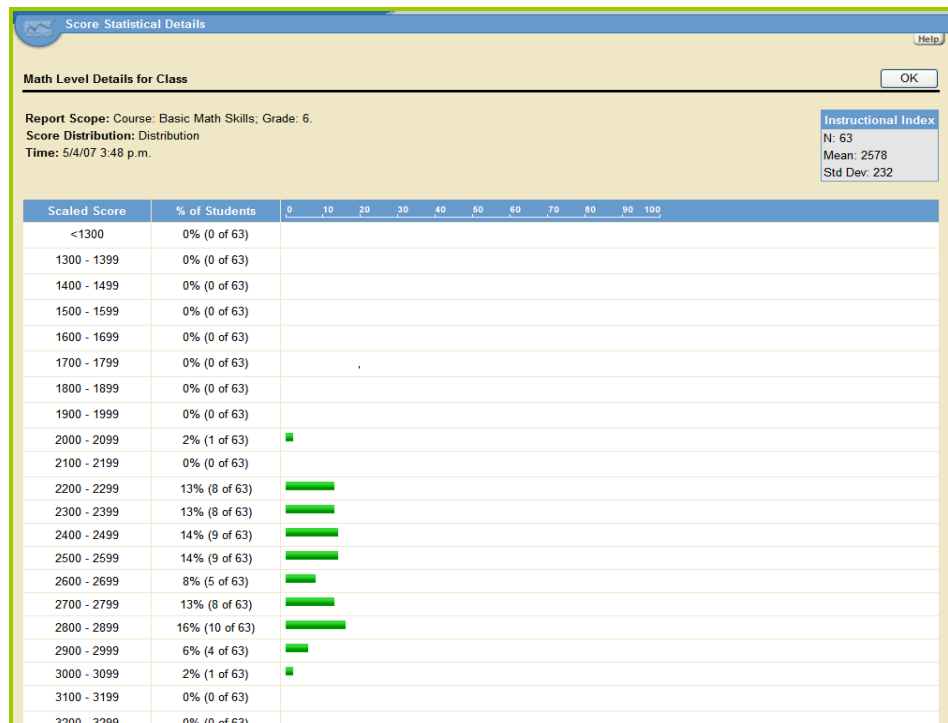 Score Statistical Details
Help
Math Level Details for Class
OK
Report Scope: Course: Basic Math Skills; Grade: 6.
Score Distribution: Distribution
Time: 5/4/07 3:48 p.m.
Instructional Index
N: 63
Mean: 2578
Std Dev: 232
Scaled Score % of Students 0 10 20 30 40 50 60 70 80 90 100
<1300 0% (0 of 63)
1300 - 1399 0% (0 of 63)
1400 - 1499 0% (0 of 63)
1500 - 1599 0% (0 of 63)
1600 - 1699 0% (0 of 63)
1700 - 1799 0% (0 of 63)
1800 - 1899 0% (0 of 63)
1900 - 1999 0% (0 of 63)
2000 - 2099 2% (1 of 63)
2100 - 2199 0% (0 of 63)
2200 - 2299 13% (8 of 63)
2300 - 2399 13% (8 of 63)
2400 - 2499 14% (9 of 63)
2500 - 2599 14% (9 of 63)
2600 - 2699 8% (5 of 63)
2700 - 2799 13% (8 of 63)
2800 - 2899 16% (10 of 63)
2900 - 2999 6% (4 of 63)
3000 - 3099 2% (1 of 63)
3100 - 3199 0% (0 of 63)
3200 - 3299 0% (0 of 63)